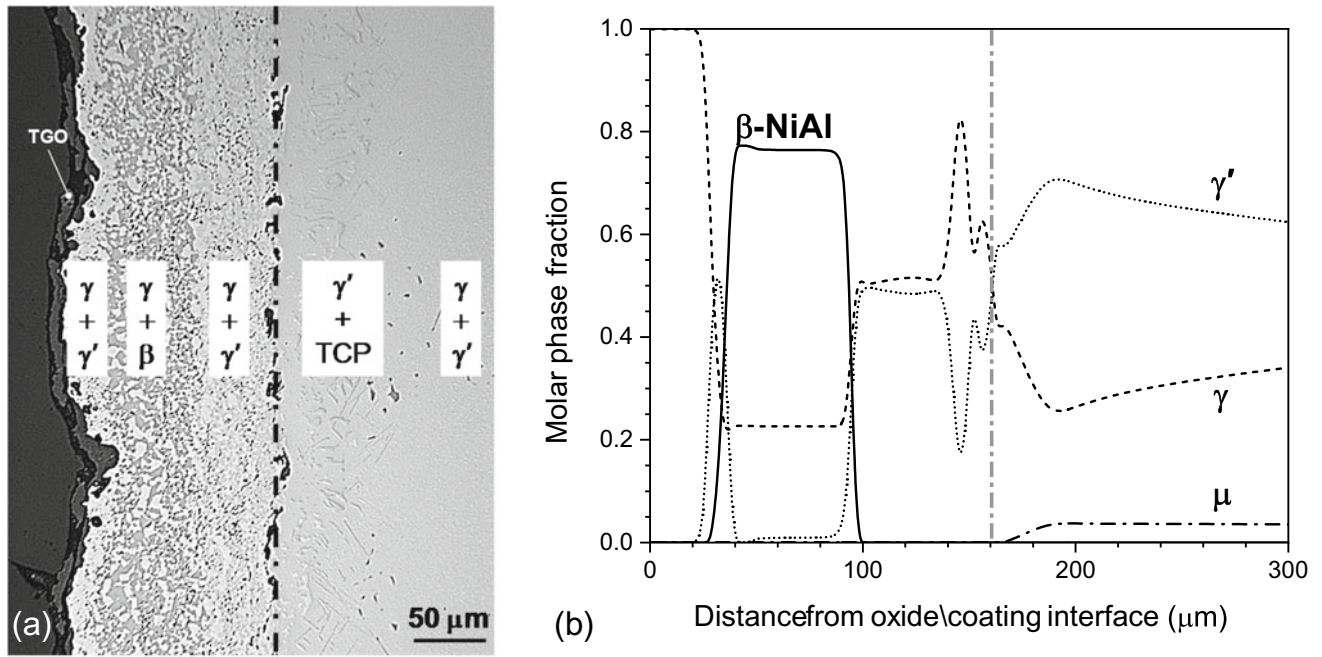 TGO
γ
+
γ′
γ
+
β
γ
+
γ′
γ′
+
TCP
γ
+
γ′
50 μm
(a)
1.0
0.8
0.6
0.4
0.2
0.0
Molar phase fraction
β-NiAl
γ′
γ
μ
0
100
200
300
Distancefrom oxide\coating interface (μm)
(b)